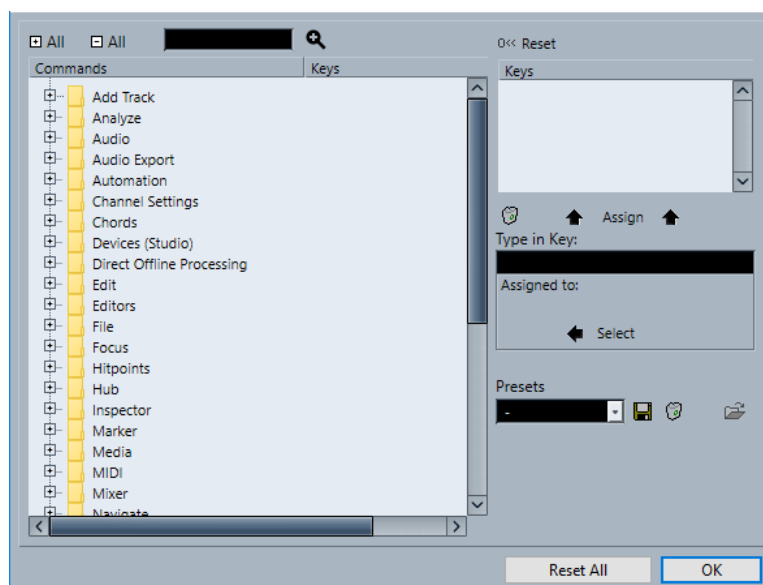 All All
0<< Reset
Commands Keys
Keys
Add Track
Analyze
Audio
Audio Export
Automation
Channel Settings
Chords
Devices (Studio)
Direct Offline Processing
Edit
Editors
File
Focus
Hitpoints
Hub
Inspector
Marker
Media
MIDI
Mixer
Navigate
Assign
Type in Key:
Assigned to:
Select
Presets
-
Reset All OK